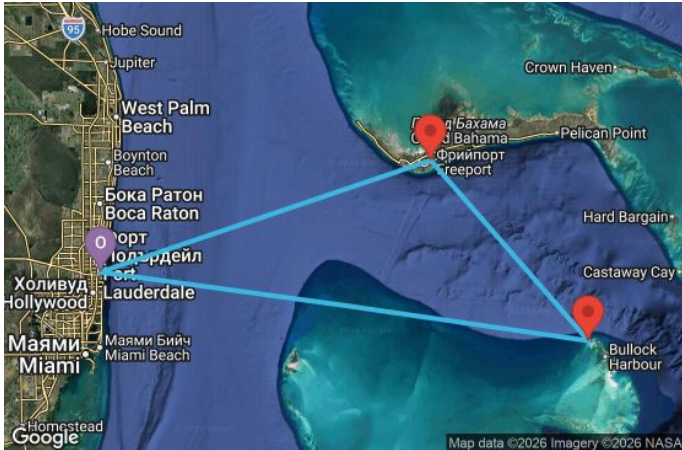 95
Hobe Sound
Jupiter
Crown Haven
West Palm
Beach
Бахама
Bahama
Pelican Point
Boynton
Beach
Фрийпорт
Freeport
Бока Ратон
Boca Raton
Hard Bargain
O
Холивуд
Hollywood
Lauderdale
Castaway Cay
Маями
Miami
Маями Бийч
Miami Beach
Bullock
Harbour
Homestead
Google
Map data ©2026 Imagery ©2026 NASA